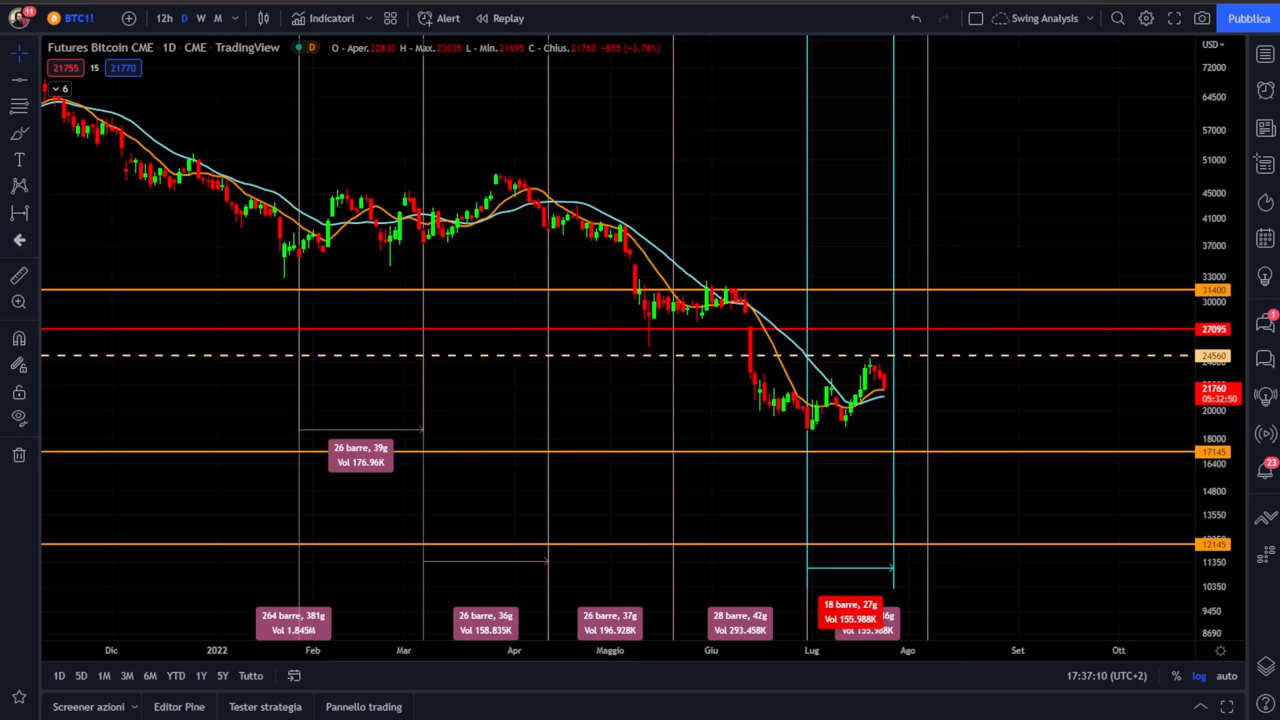 11
BTC1!
12h D W M
Indicatori
Alert
Replay
Swing Analysis
Pubblica
Futures Bitcoin CME · 1D · CME · TradingView
D
O - Aper.22830 H - Max.23035 L - Min.21695 C - Chius.21760 -855 (-3.78%)
USD
21755 15 21770
6
72000
64500
57000
51000
45000
41000
37000
33000
31400
30000
27095
24560
21760
05:32:50
20000
18000
17145
16400
14800
13550
12145
11350
10350
9450
8690
26 barre, 39g
Vol 176.96K
264 barre, 381g
Vol 1.845M
26 barre, 36g
Vol 158.835K
26 barre, 37g
Vol 196.928K
28 barre, 42g
Vol 293.458K
18 barre, 27g
Vol 155.988K
Dic 2022 Feb Mar Apr Maggio Giu Lug Ago Set Ott
1D 5D 1M 3M 6M YTD 1Y 5Y Tutto
17:37:10 (UTC+2)
% log auto
Screener azioni
Editor Pine
Tester strategia
Pannello trading
1
23